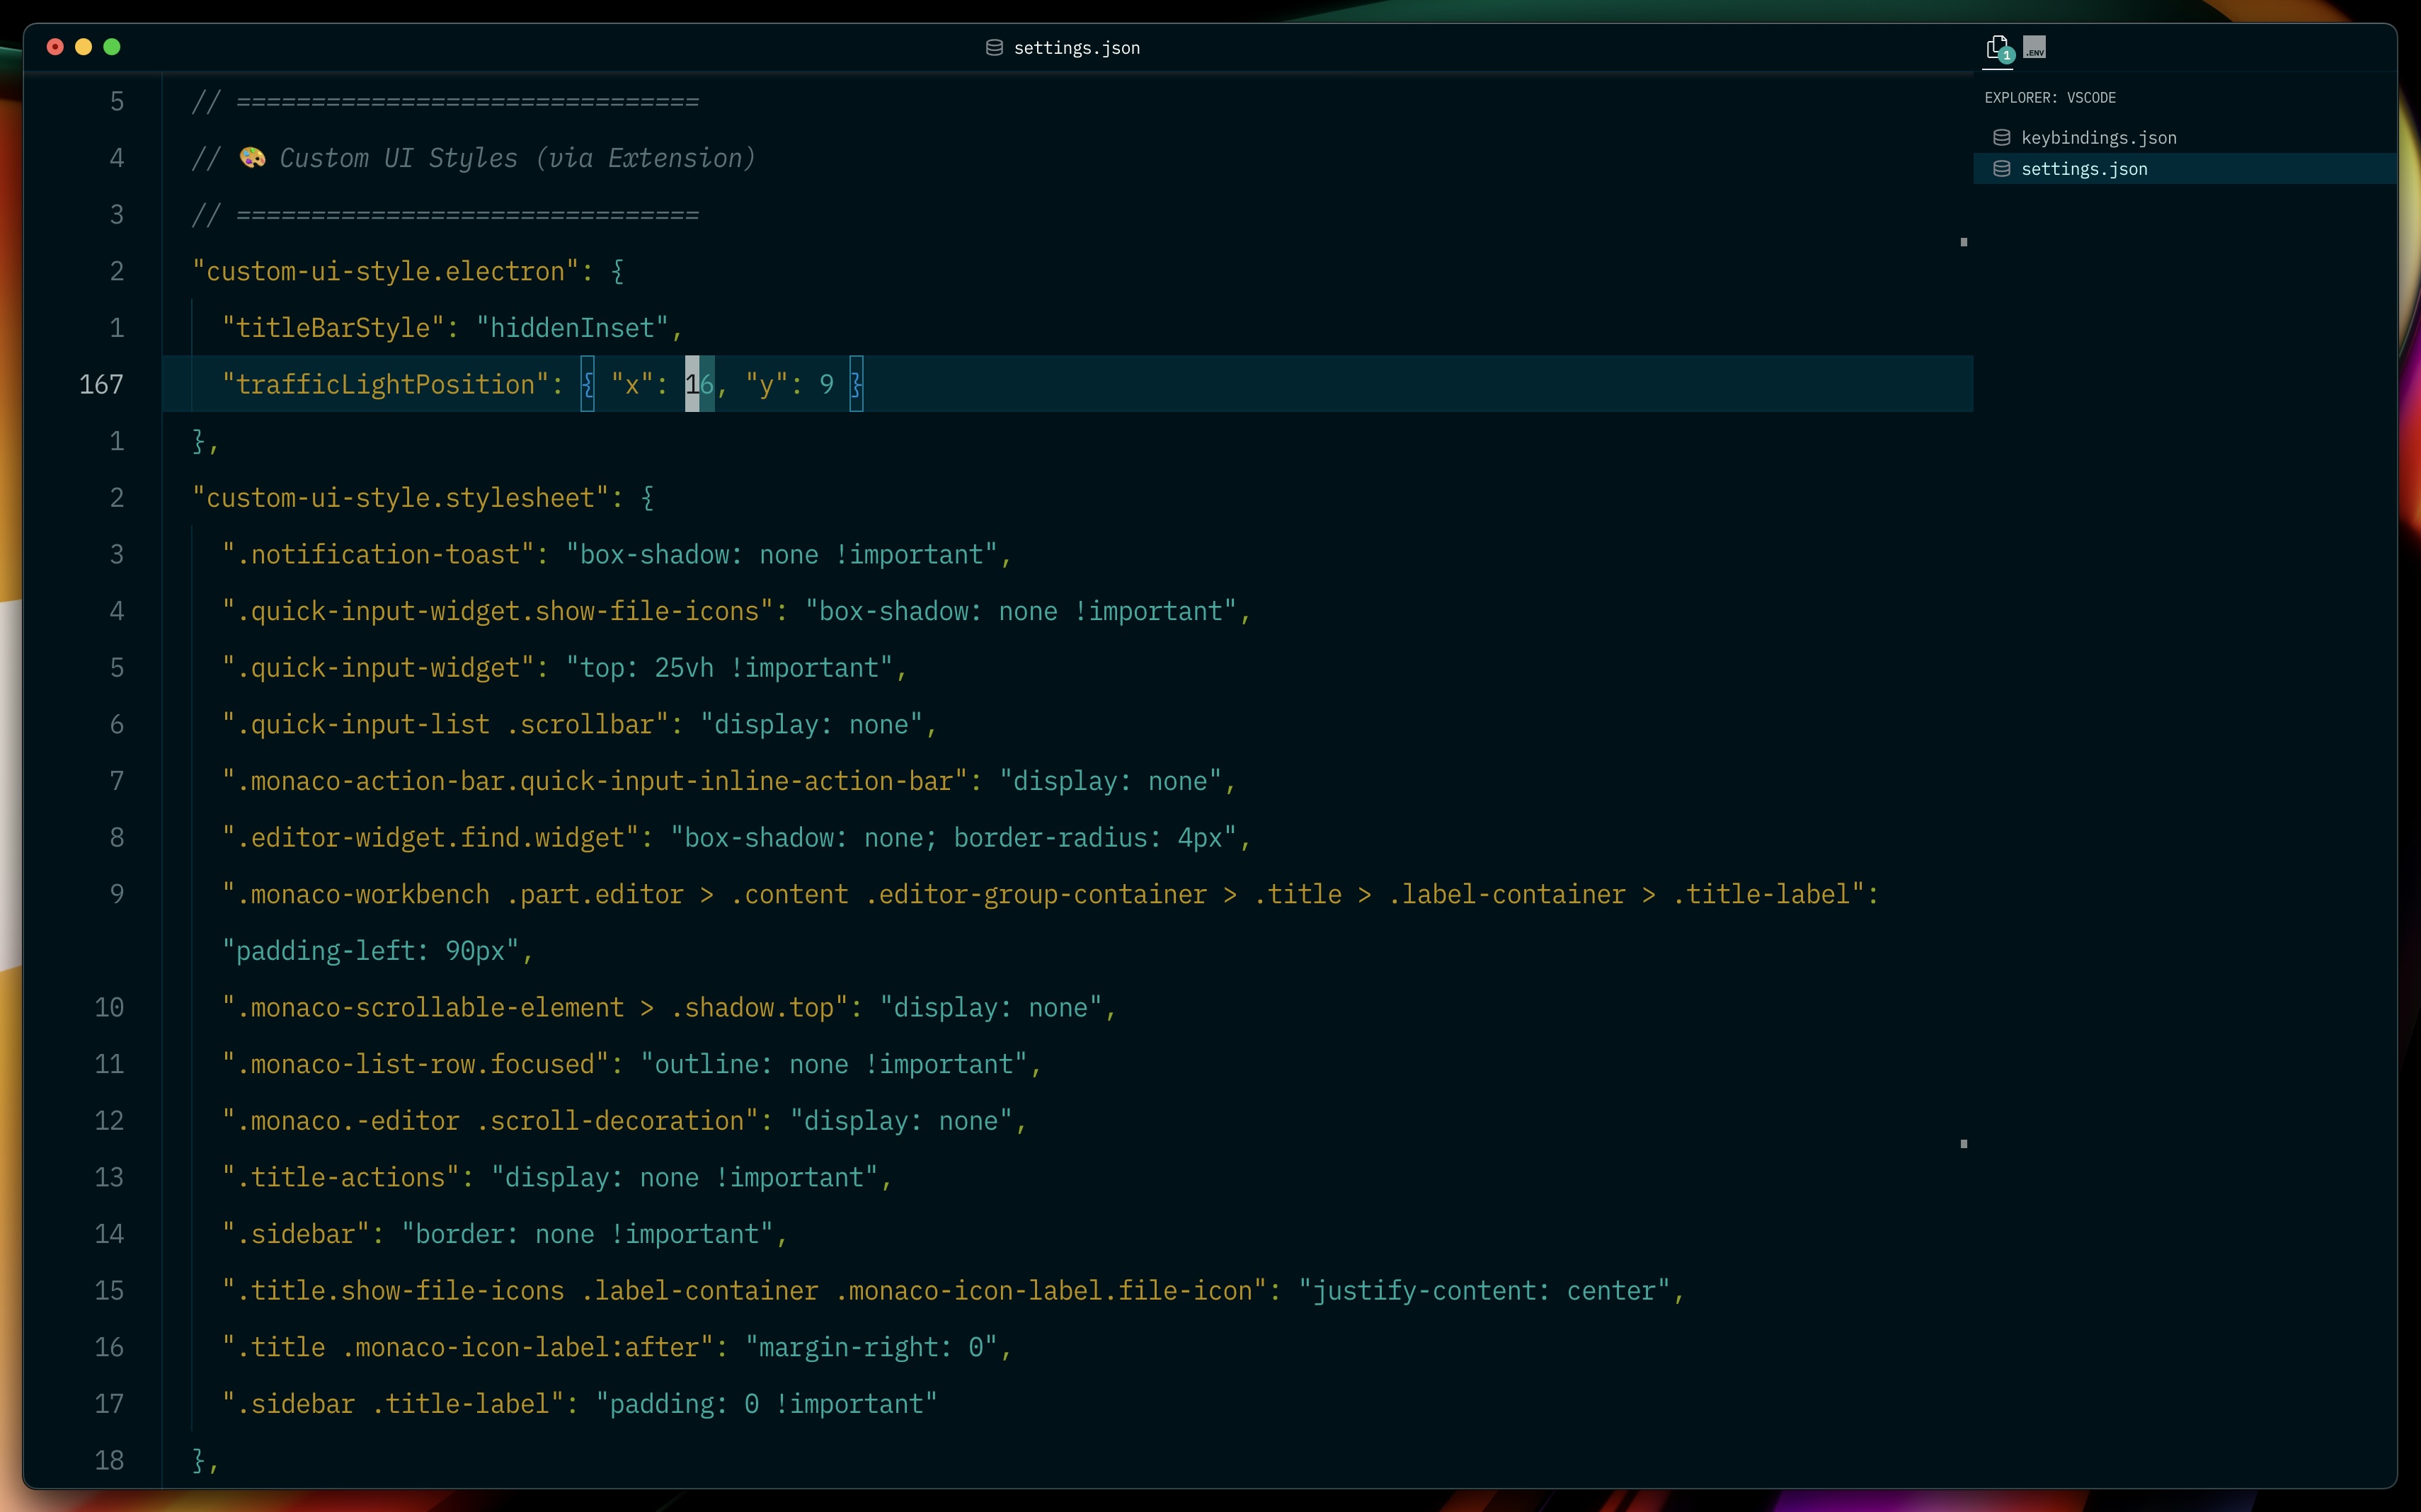 settings.json
1
.ENV
EXPLORER: VSCODE
keybindings.json
settings.json
5 // ===============================
4 // 🎨 Custom UI Styles (via Extension)
3 // ===============================
2 "custom-ui-style.electron": {
1 "titleBarStyle": "hiddenInset",
167 "trafficLightPosition": { "x": 16, "y": 9 }
1 },
2 "custom-ui-style.stylesheet": {
3 ".notification-toast": "box-shadow: none !important",
4 ".quick-input-widget.show-file-icons": "box-shadow: none !important",
5 ".quick-input-widget": "top: 25vh !important",
6 ".quick-input-list .scrollbar": "display: none",
7 ".monaco-action-bar.quick-input-inline-action-bar": "display: none",
8 ".editor-widget.find.widget": "box-shadow: none; border-radius: 4px",
9 ".monaco-workbench .part.editor > .content .editor-group-container > .title > .label-container > .title-label":
"padding-left: 90px",
10 ".monaco-scrollable-element > .shadow.top": "display: none",
11 ".monaco-list-row.focused": "outline: none !important",
12 ".monaco.-editor .scroll-decoration": "display: none",
13 ".title-actions": "display: none !important",
14 ".sidebar": "border: none !important",
15 ".title.show-file-icons .label-container .monaco-icon-label.file-icon": "justify-content: center",
16 ".title .monaco-icon-label:after": "margin-right: 0",
17 ".sidebar .title-label": "padding: 0 !important"
18 },